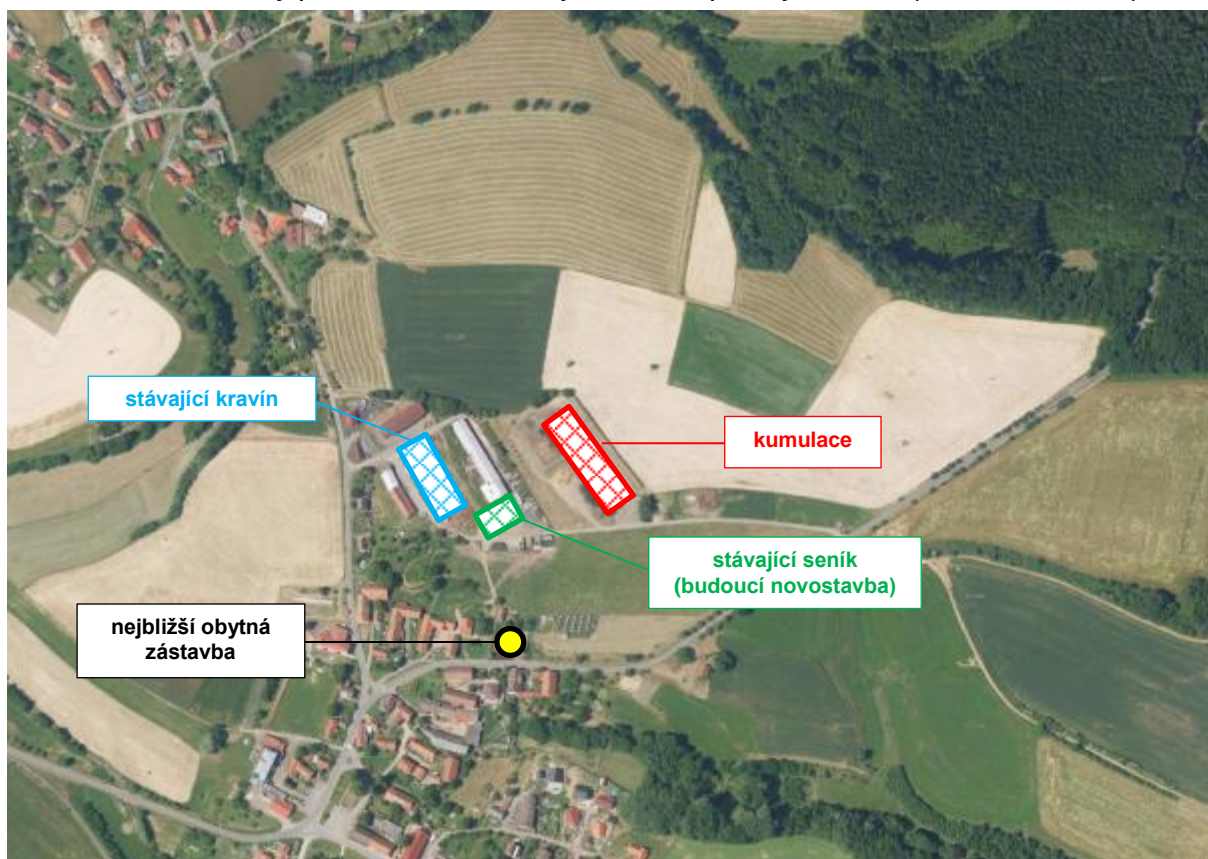 stávající kravín
kumulace
stávající seník
(budoucí novostavba)
nejbližší obytná
zástavba